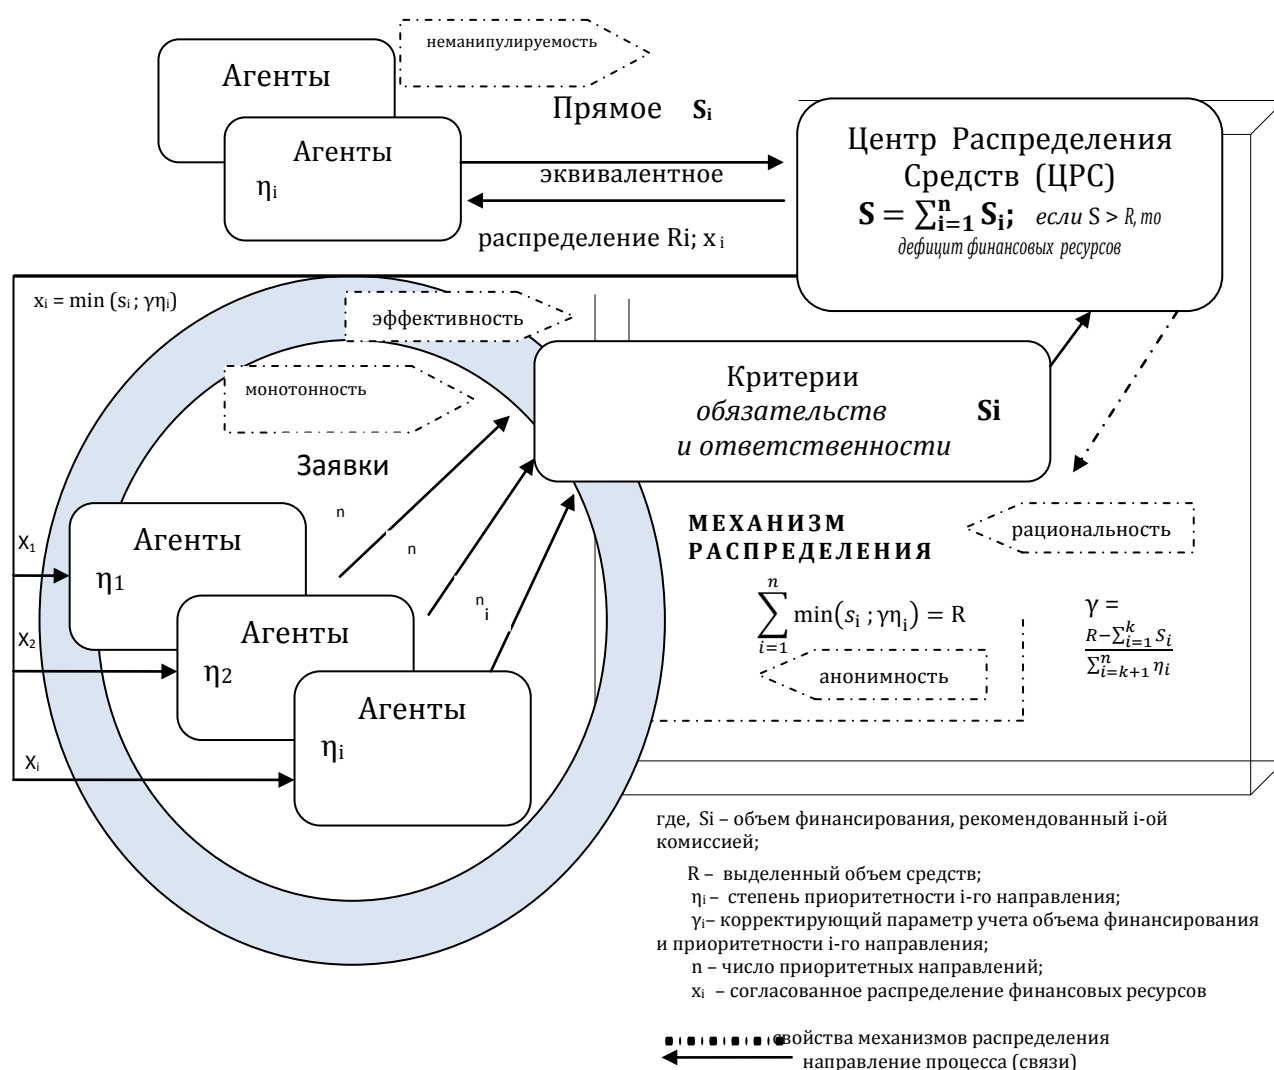 неманипулируемость
Агенты
Прямое Si
Агенты
ηi
эквивалентное
распределение Ri; x i
Центр Распределения
Средств (ЦРС)
S = ∑ⁿᵢ₌₁ Si; если S > R, то
дефицит финансовых ресурсов
xi = min (si ; γηi)
эффективность
монотонность
Критерии
обязательств Si
и ответственности
Заявки
n
n
n
i
X1
Агенты
η1
X2
Агенты
η2
Xi
Агенты
ηi
МЕХАНИЗМ
РАСПРЕДЕЛЕНИЯ
рациональность
∑ⁿᵢ₌₁ min(si ; γηi) = R
γ =
R−∑ᵏᵢ₌₁ Si
∑ⁿᵢ₌ₖ₊₁ ηi
анонимность
где, Si – объем финансирования, рекомендованный i-ой
комиссией;
R – выделенный объем средств;
ηi – степень приоритетности i-го направления;
γi– корректирующий параметр учета объема финансирования
и приоритетности i-го направления;
n – число приоритетных направлений;
xi – согласованное распределение финансовых ресурсов
свойства механизмов распределения
направление процесса (связи)